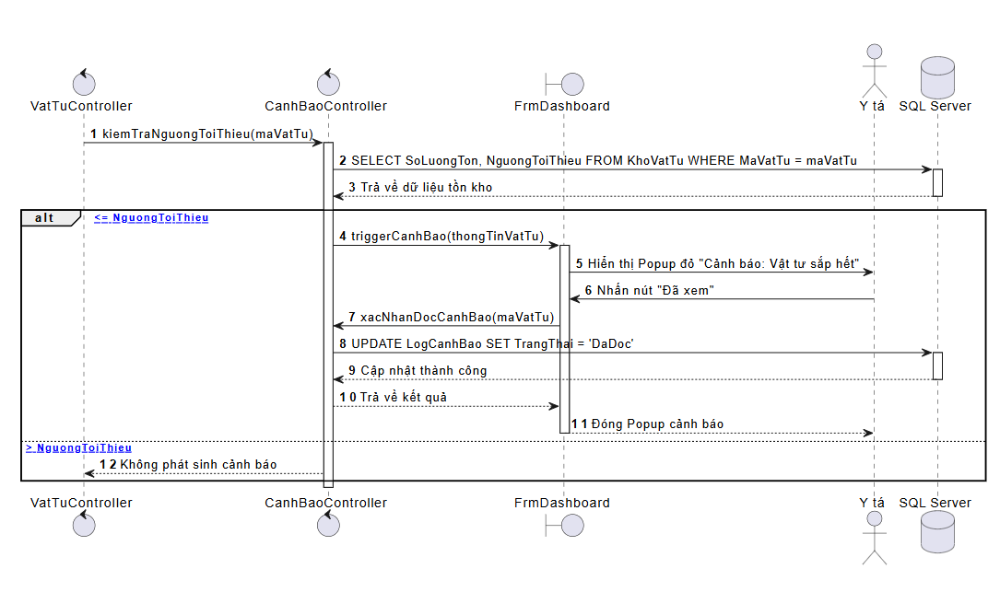 VatTuController
CanhBaoController
FrmDashboard
Y tá
SQL Server
1 kiemTraNguongToiThieu(maVatTu)
2 SELECT SoLuongTon, NguongToiThieu FROM KhoVatTu WHERE MaVatTu = maVatTu
3 Trả về dữ liệu tồn kho
alt
<= NguongToiThieu
4 triggerCanhBao(thongTinVatTu)
5 Hiển thị Popup đỏ "Cảnh báo: Vật tư sắp hết"
6 Nhấn nút "Đã xem"
7 xacNhanDocCanhBao(maVatTu)
8 UPDATE LogCanhBao SET TrangThai = 'DaDoc'
9 Cập nhật thành công
10 Trả về kết quả
11 Đóng Popup cảnh báo
> NguongToiThieu
12 Không phát sinh cảnh báo
VatTuController
CanhBaoController
FrmDashboard
Y tá
SQL Server